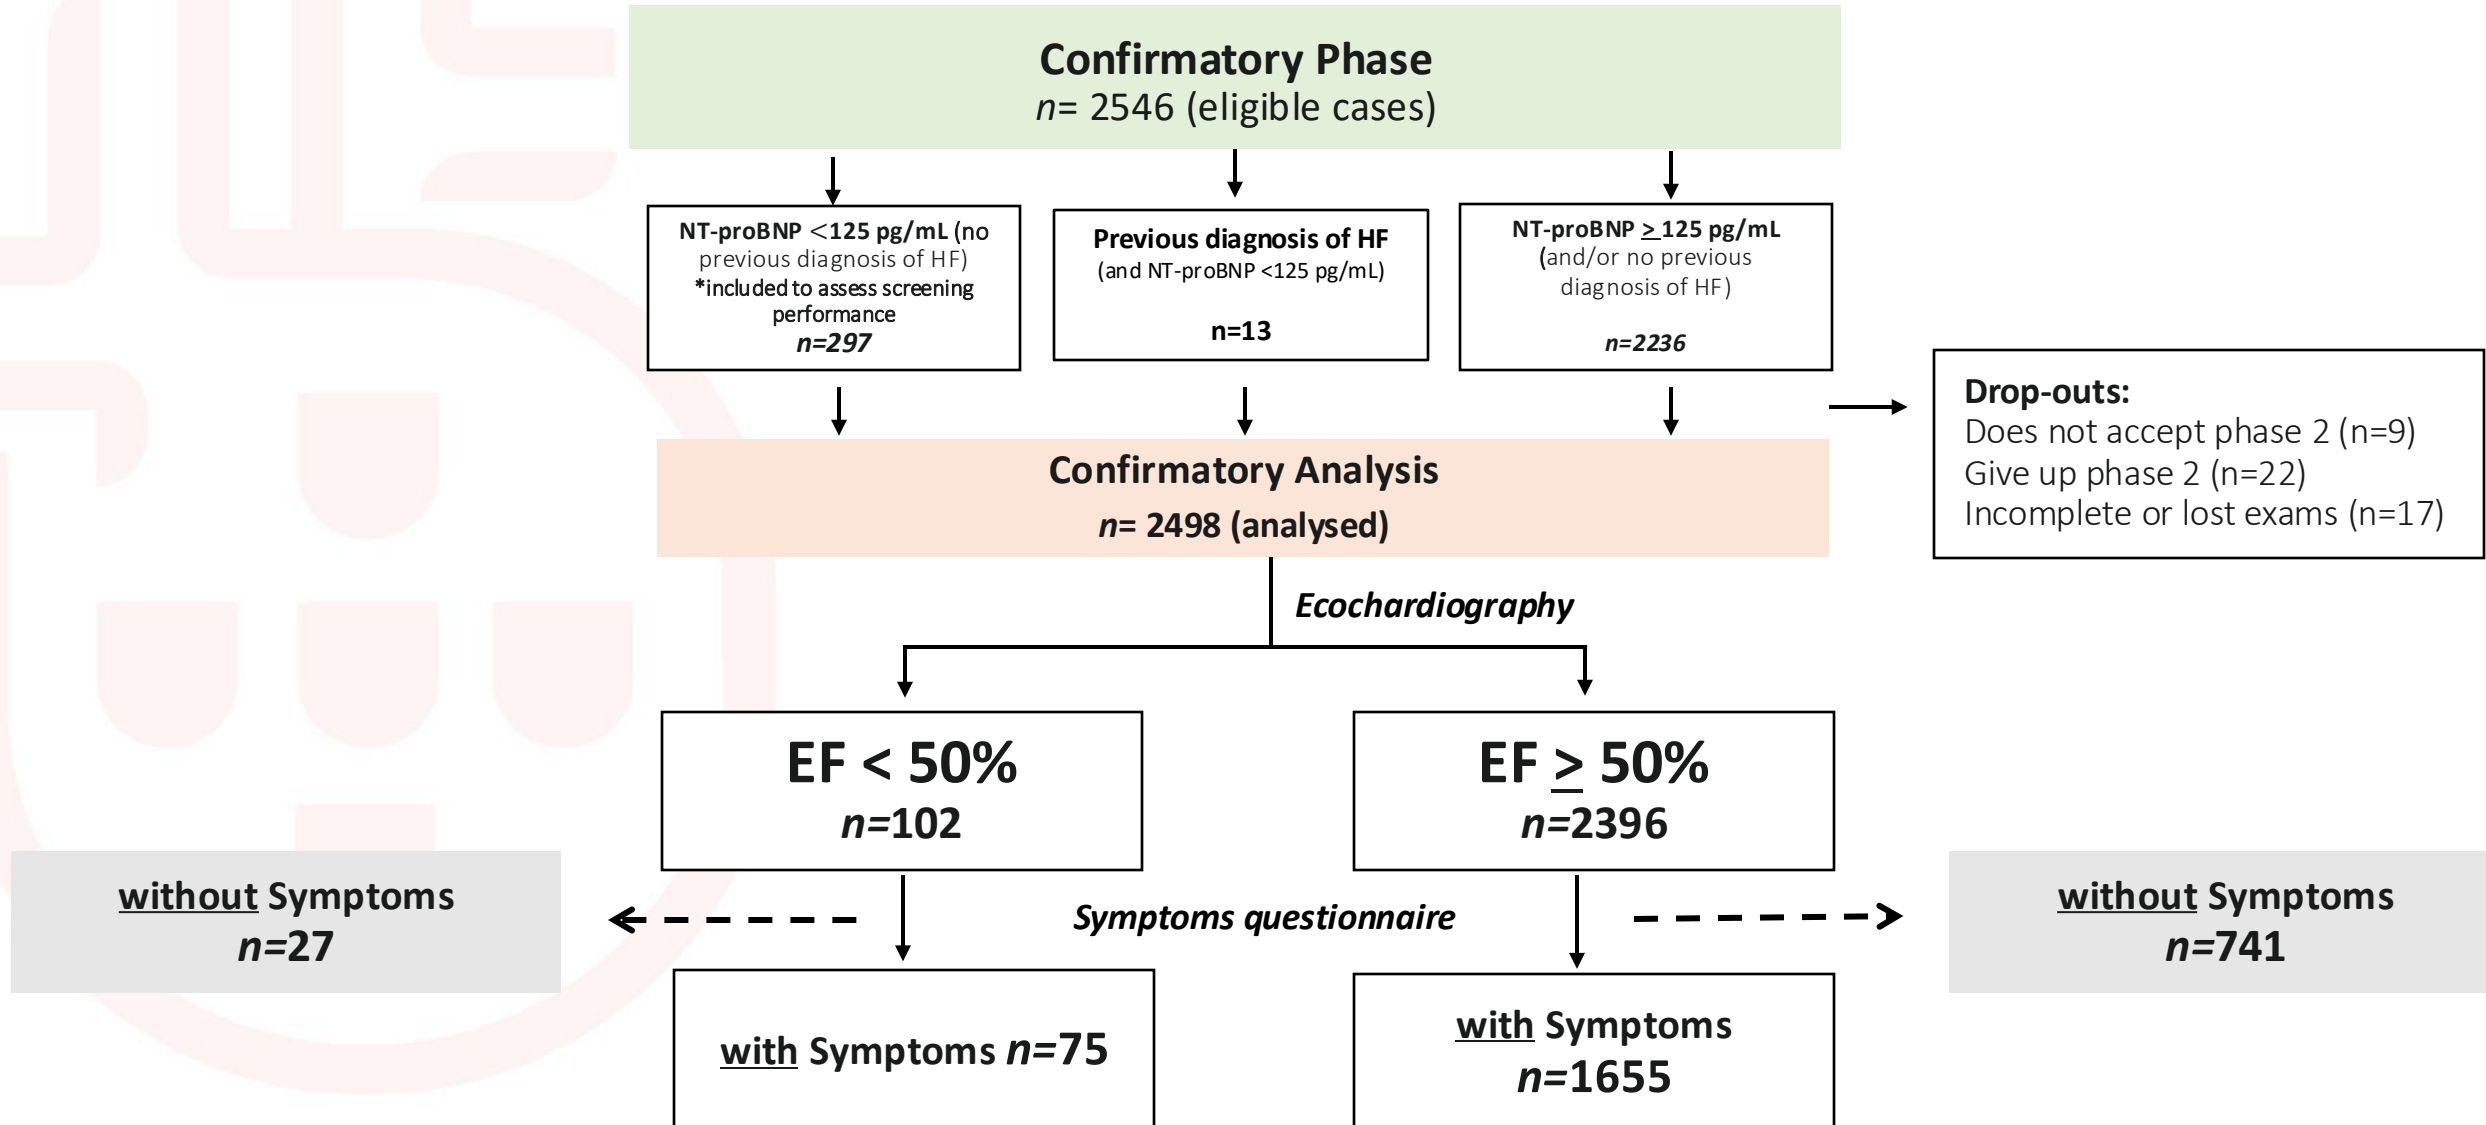 Confirmatory Phase
n= 2546 (eligible cases)
NT-proBNP <125 pg/mL (no
previous diagnosis of HF)
*included to assess screening
performance
n=297
Previous diagnosis of HF
(and NT-proBNP <125 pg/mL)
n=13
NT-proBNP ≥ 125 pg/mL
(and/or no previous
diagnosis of HF)
n=2236
Drop-outs:
Does not accept phase 2 (n=9)
Give up phase 2 (n=22)
Incomplete or lost exams (n=17)
Confirmatory Analysis
n= 2498 (analysed)
Ecochardiography
EF < 50%
n=102
EF ≥ 50%
n=2396
without Symptoms
n=27
Symptoms questionnaire
without Symptoms
n=741
with Symptoms n=75
with Symptoms
n=1655